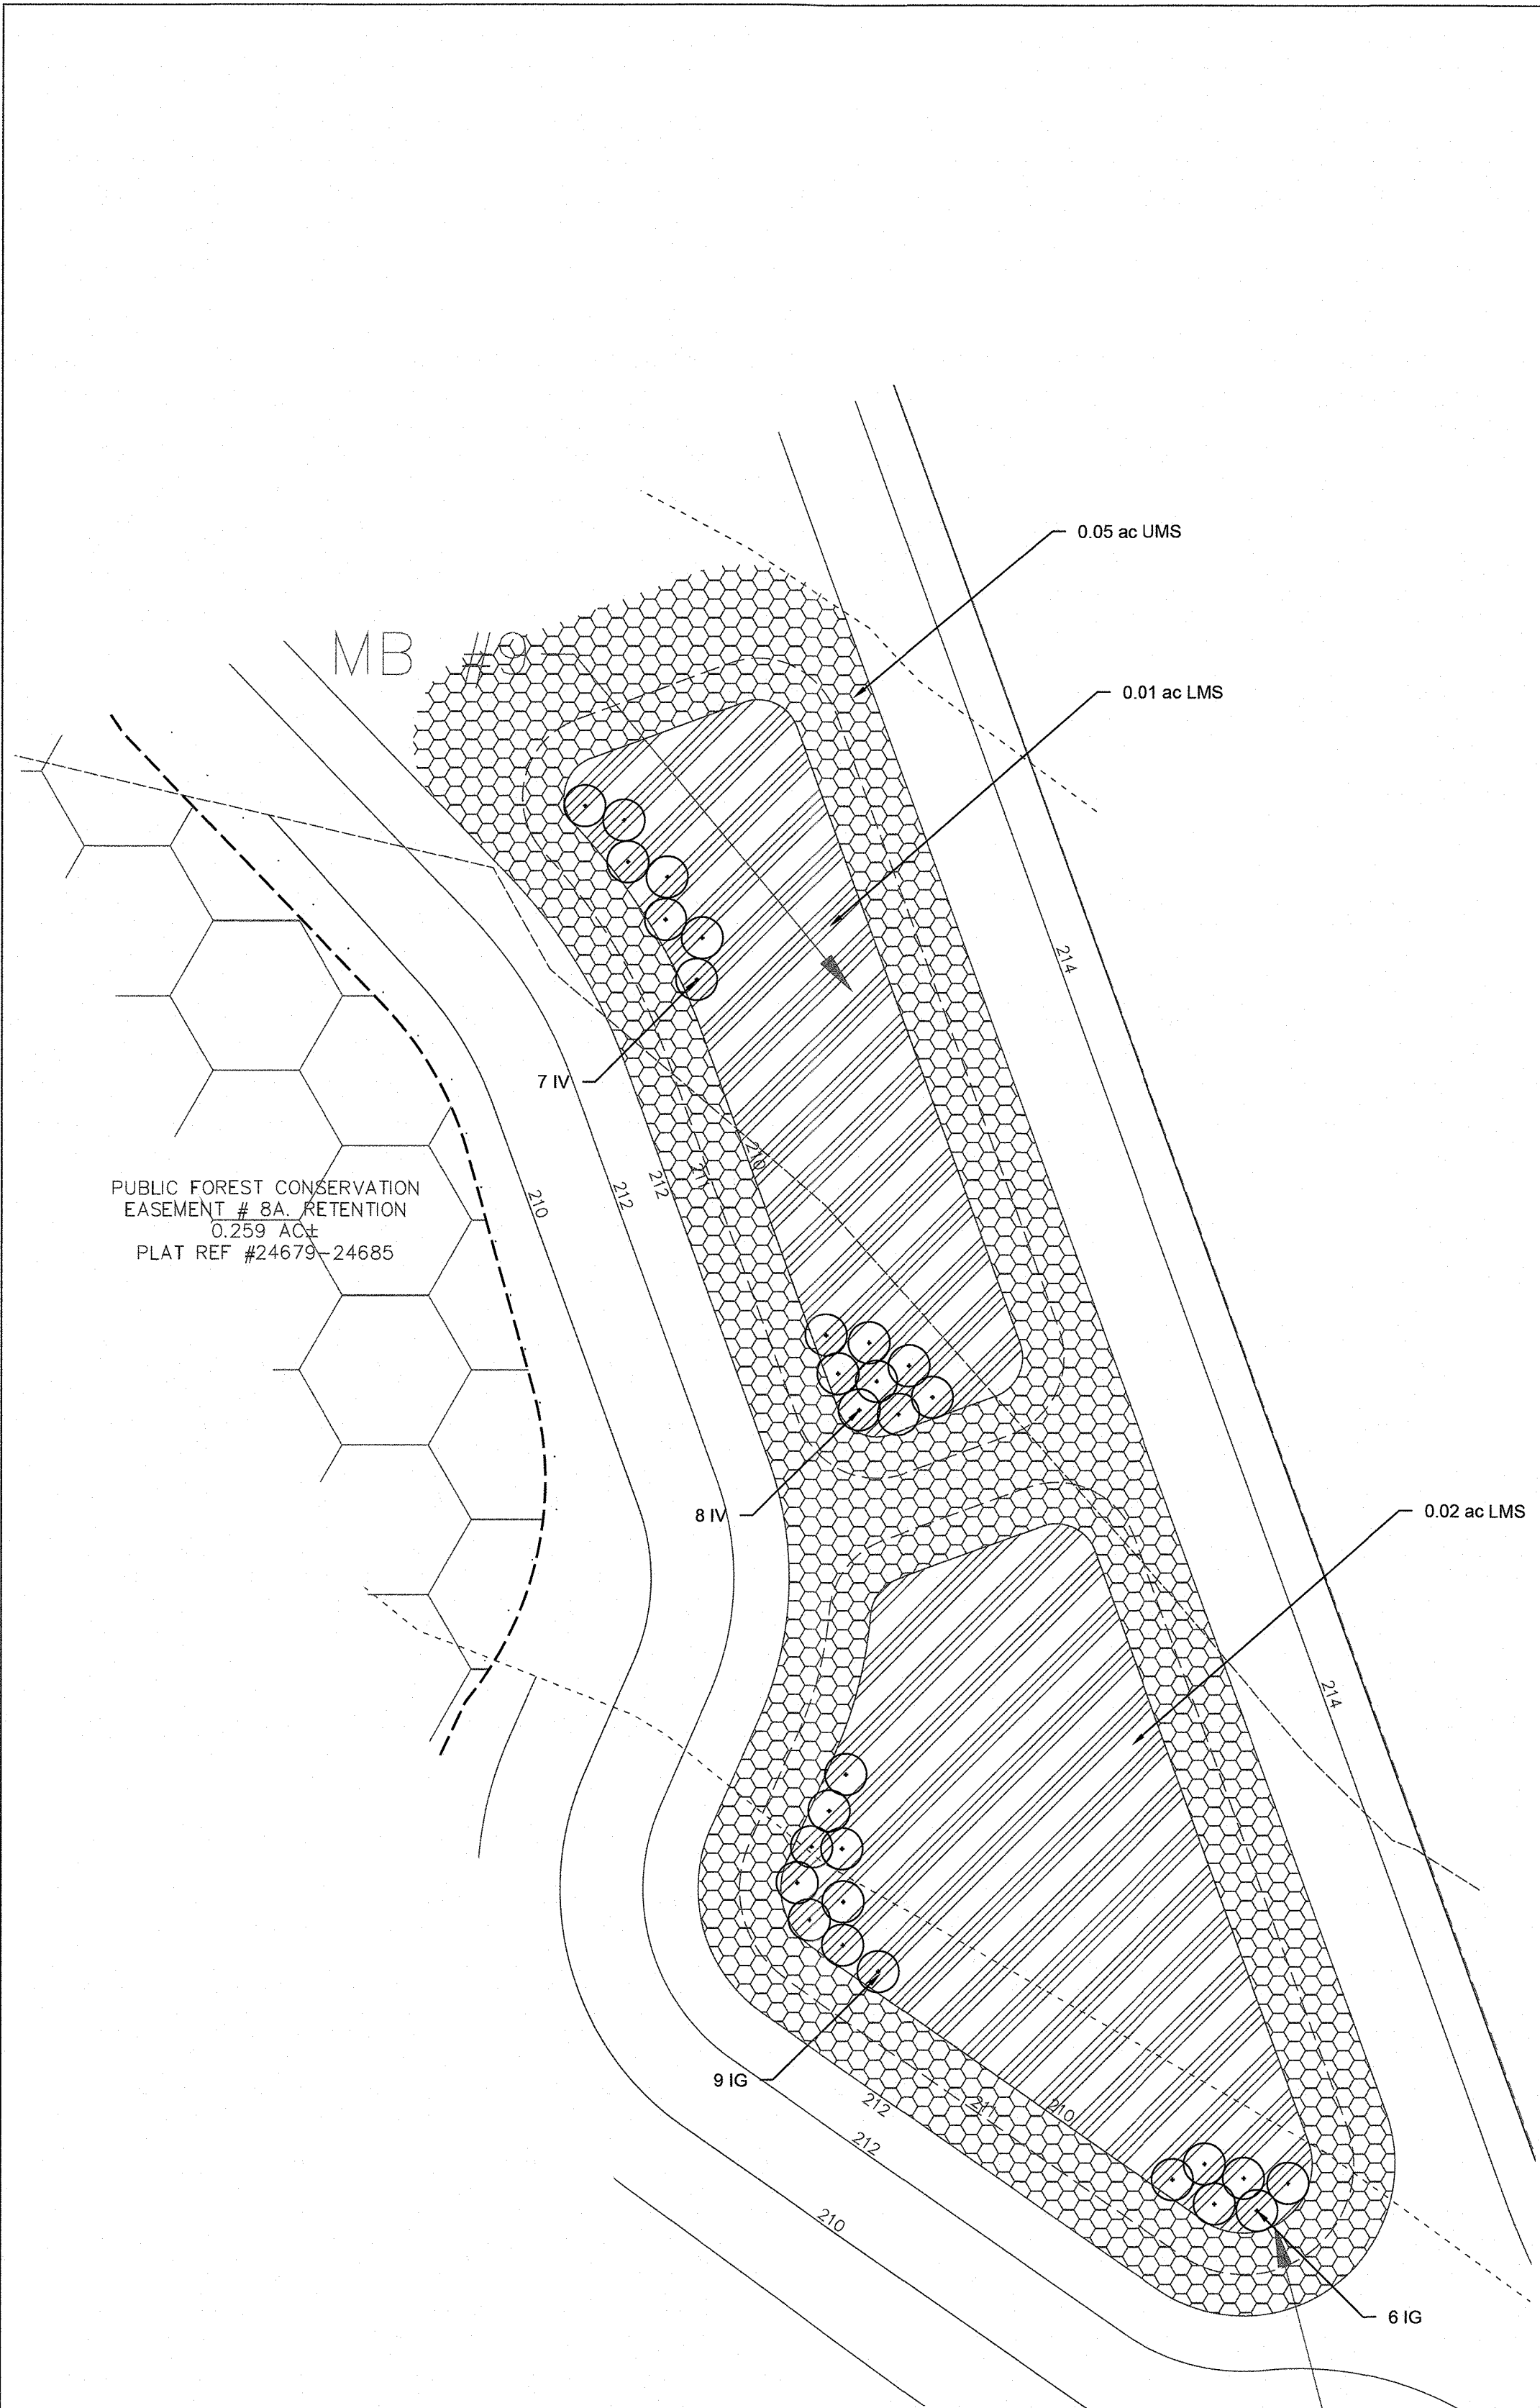 0.05 ac UMS
MB #9
0.01 ac LMS
214
7 IV
210
211
212
212
210
PUBLIC FOREST CONSERVATION
EASEMENT # 8A. RETENTION
0.259 AC±
PLAT REF #24679-24685
8 IV
0.02 ac LMS
214
9 IG
212
211
210
212
210
6 IG